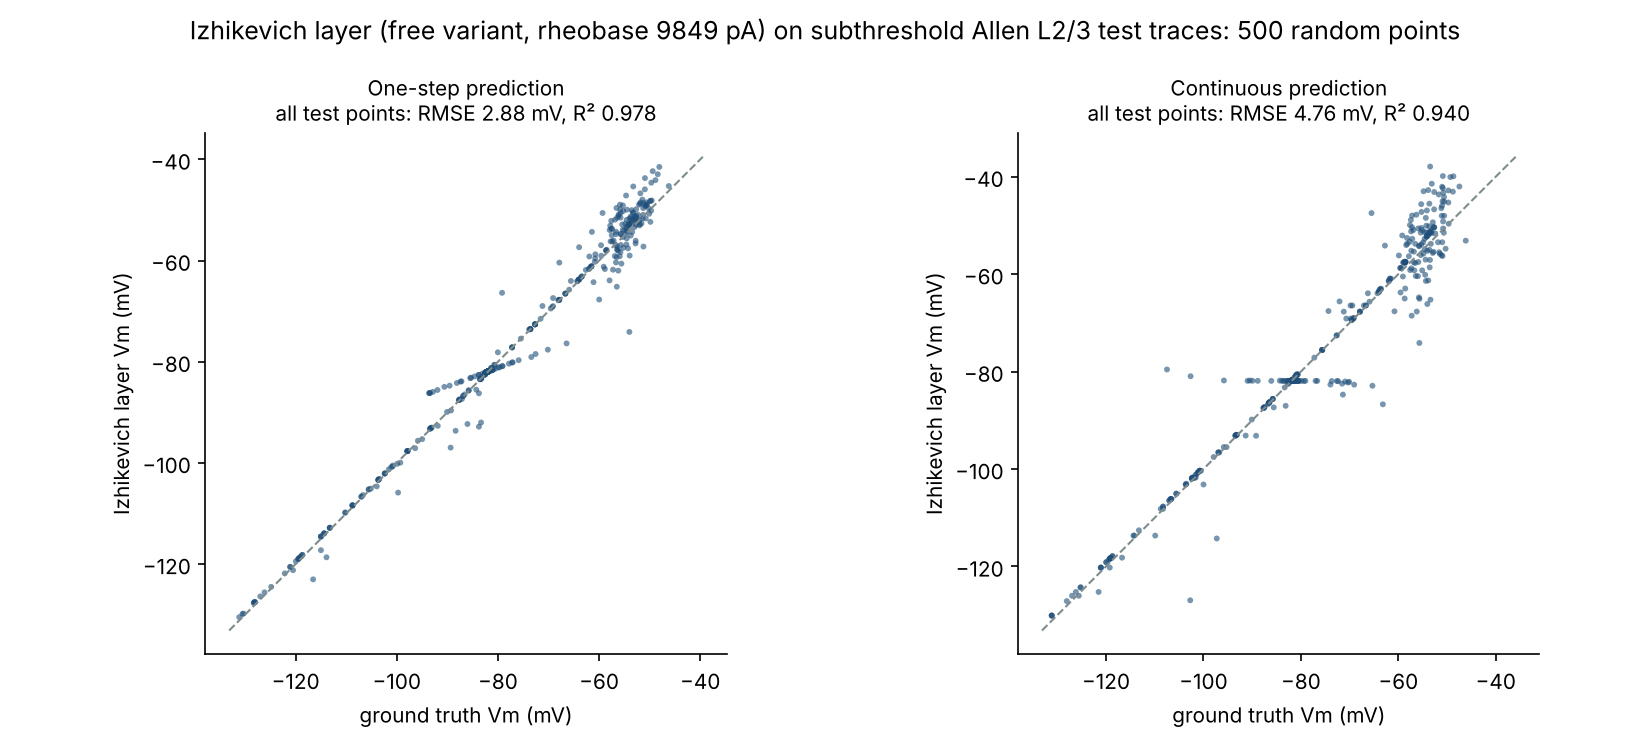 Izhikevich layer (free variant, rheobase 9849 pA) on subthreshold Allen L2/3 test traces: 500 random points
One-step prediction
all test points: RMSE 2.88 mV, R² 0.978
−40
−60
−80
−100
−120
Izhikevich layer Vm (mV)
−120 −100 −80 −60 −40
ground truth Vm (mV)
Continuous prediction
all test points: RMSE 4.76 mV, R² 0.940
−40
−60
−80
−100
−120
Izhikevich layer Vm (mV)
−120 −100 −80 −60 −40
ground truth Vm (mV)